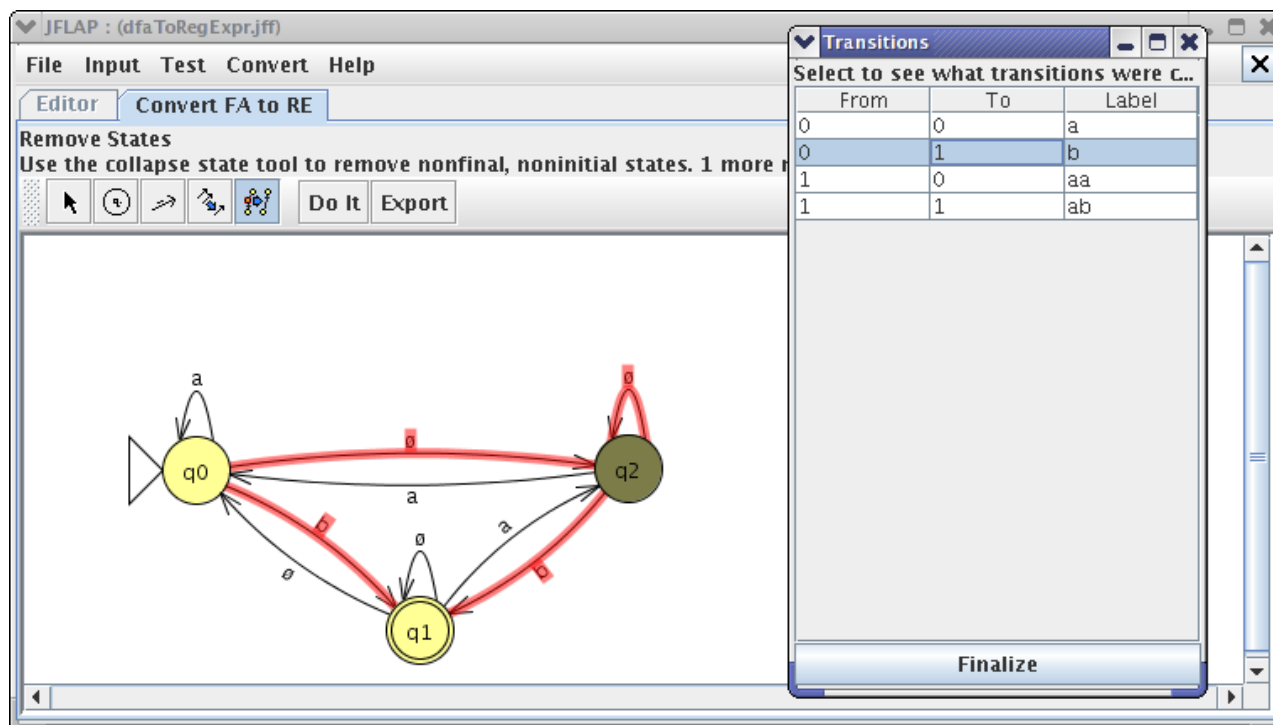 JFLAP : (dfaToRegExpr.jff)
File Input Test Convert Help
Editor Convert FA to RE
Remove States
Use the collapse state tool to remove nonfinal, noninitial states. 1 more
Do It Export
Transitions
Select to see what transitions were c...
From To Label
0 0 a
0 1 b
1 0 aa
1 1 ab
Finalize
a
ø
ø
q0
q2
a
b
a
ø
ø
b
q1